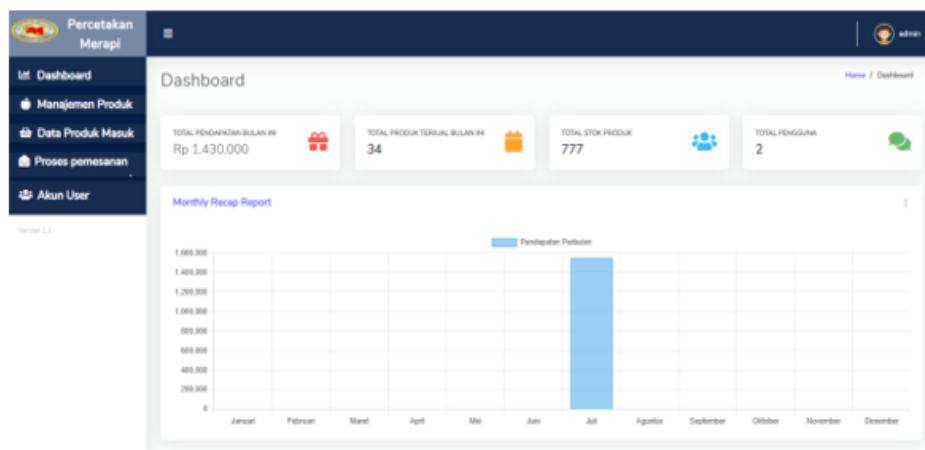 Percetakan
Merapi
admin
Dashboard
Manajemen Produk
Data Produk Masuk
Proses pemesanan
Akun User
Version 1.1
Dashboard
Home / Dashboard
TOTAL PENDAPATAN BULAN INI
Rp 1.430.000
TOTAL PRODUK TERJUAL BULAN INI
34
TOTAL STOK PRODUK
777
TOTAL PENGGUNA
2
Monthly Recap Report
Pendapatan Perbulan
1,600,000
1,400,000
1,200,000
1,000,000
800,000
600,000
400,000
200,000
0
Januari Februari Maret April Mei Juni Juli Agustus September Oktober November Desember